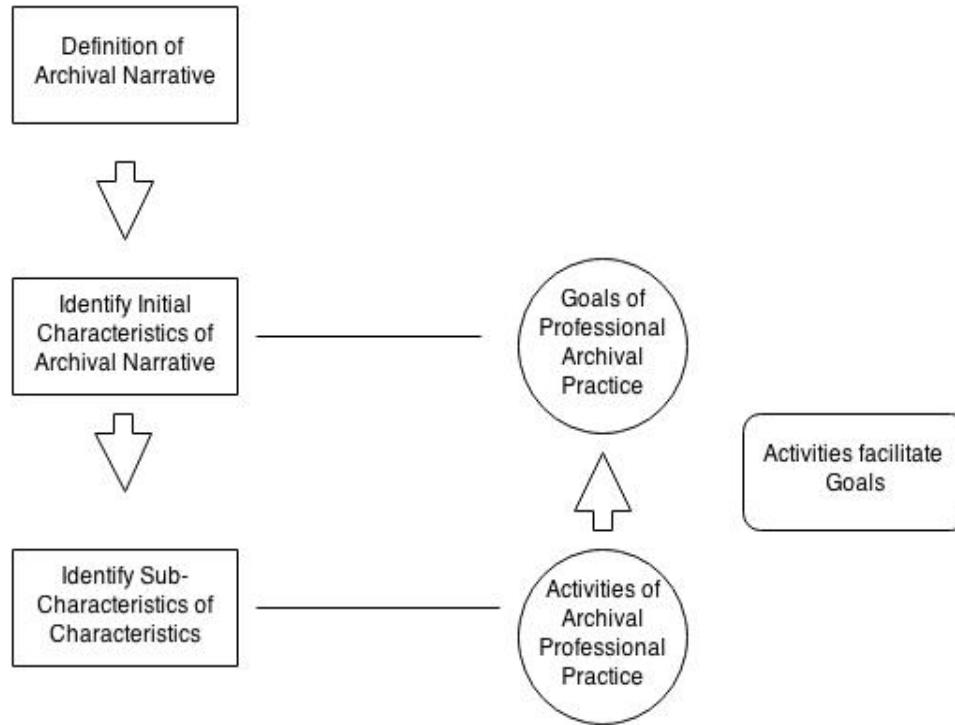 Definition of
Archival Narrative
Identify Initial
Characteristics of
Archival Narrative
Goals of
Professional
Archival
Practice
Activities facilitate
Goals
Identify Sub-
Characteristics of
Characteristics
Activities of
Archival
Professional
Practice